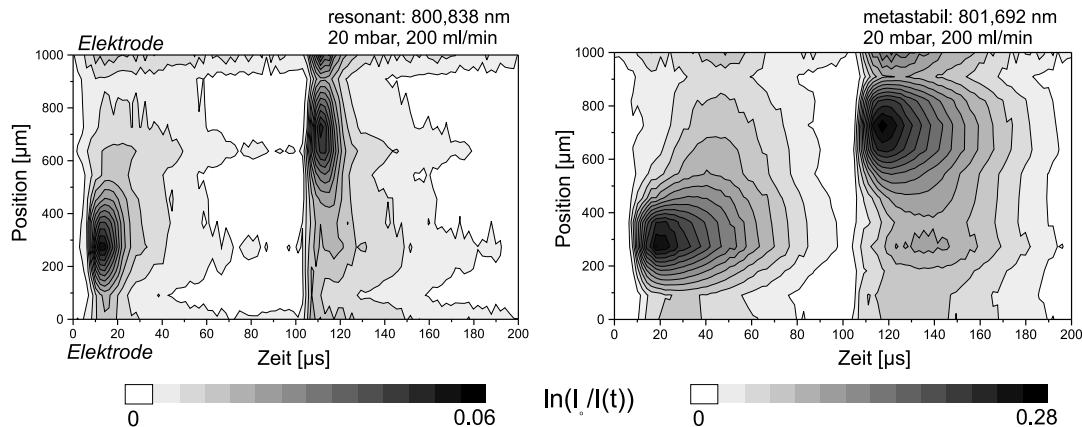 resonant: 800,838 nm
20 mbar, 200 ml/min
Elektrode
1000
800
600
400
200
0
Position [µm]
0 20 40 60 80 100 120 140 160 180 200
Elektrode
Zeit [µs]
0
0.06
metastabil: 801,692 nm
20 mbar, 200 ml/min
1000
800
600
400
200
0
Position [µm]
0 20 40 60 80 100 120 140 160 180 200
Zeit [µs]
ln(I₀/I(t))
0
0.28